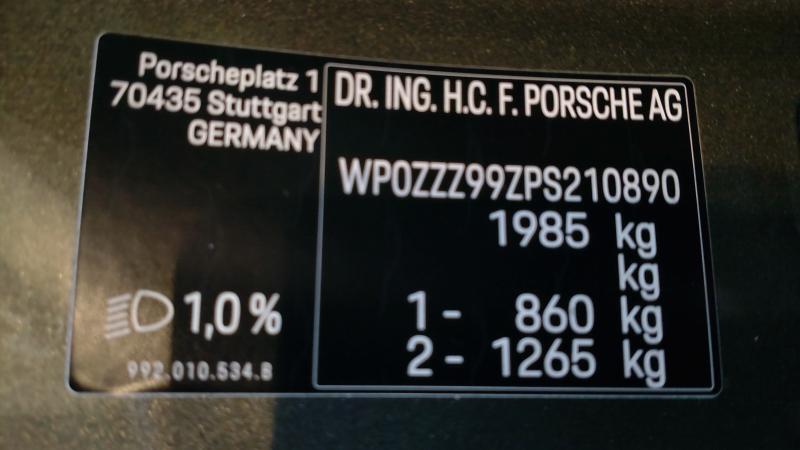 Porscheplatz 1
70435 Stuttgart
GERMANY
1,0 %
992.010.534.B
DR. ING. H.C. F. PORSCHE AG
WP0ZZZ99ZPS210890
1985 kg
kg
1 - 860 kg
2 - 1265 kg